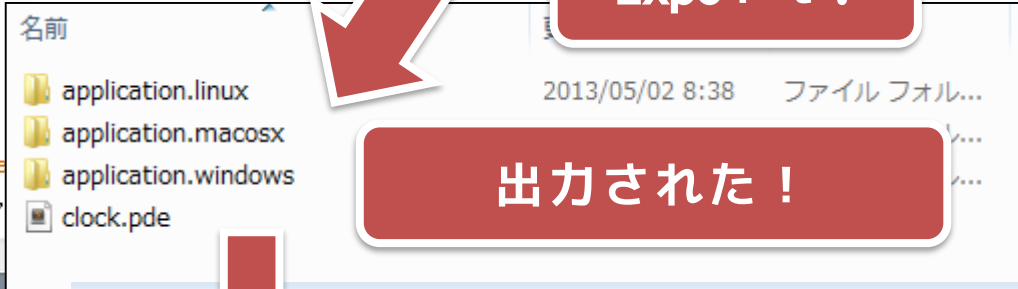 名前
application.linux 2013/05/02 8:38 ファイル フォル...
application.macosx
application.windows
出力された！
clock.pde